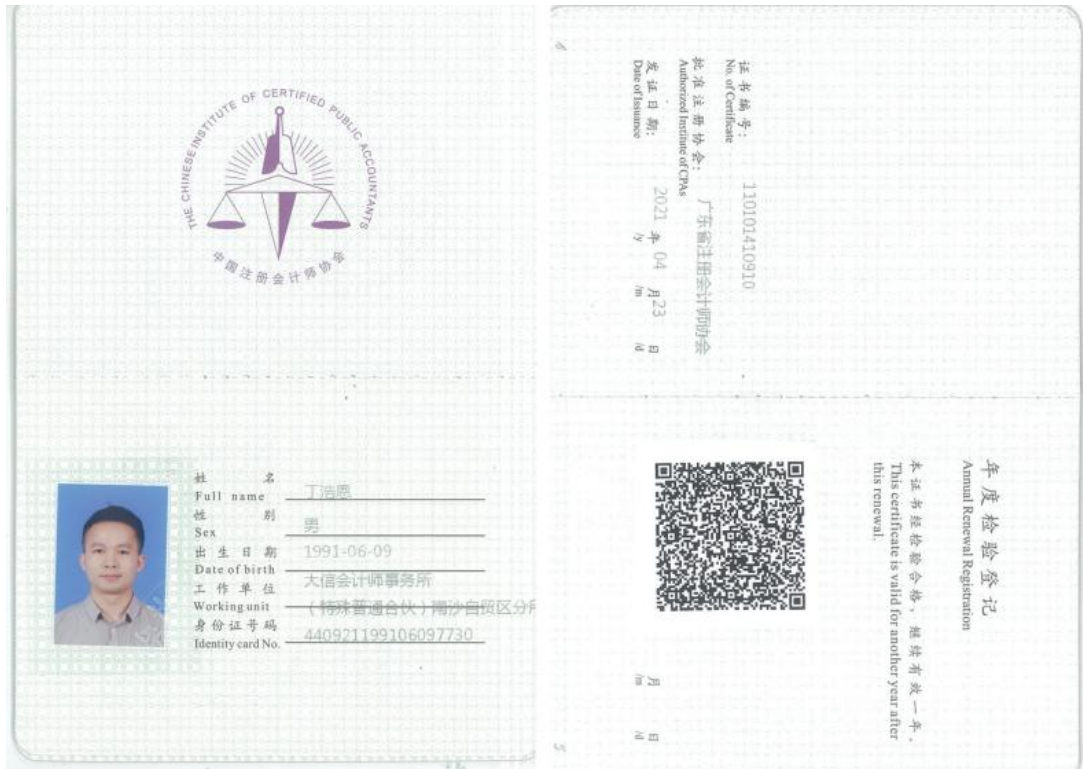 THE CHINESE INSTITUTE OF CERTIFIED PUBLIC ACCOUNTANTS
中国注册会计师协会
姓 名
Full name 丁浩恩
性 别
Sex 男
出生日期 1991-06-09
Date of birth
工作单位 大信会计师事务所
Working unit (特殊普通合伙)南沙自贸区分所
身份证号码
Identity card No. 440921199106097730
证书编号:
No. of Certificate 110101410910
批准注册协会:
Authorized Institute of CPAs 广东省注册会计师协会
发证日期: 2021 年 04 月 23 日
Date of Issuance /y /m /d
年度检验登记
Annual Renewal Registration
本证书经检验合格,继续有效一年。
This certificate is valid for another year after
this renewal.
月 日
/m /d
5